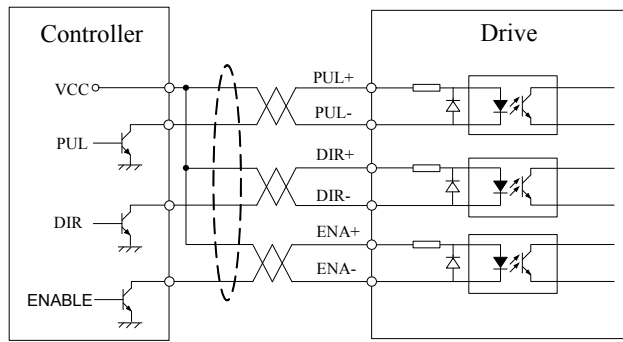 Controller
Drive
VCC
PUL+
PUL-
PUL
DIR+
DIR-
DIR
ENA+
ENA-
ENABLE